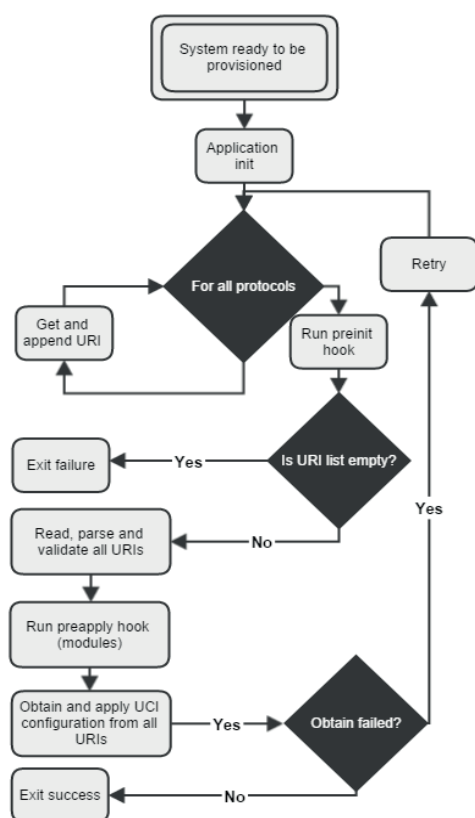 System ready to be
provisioned
Application
init
For all protocols
Retry
Get and
append URI
Run preinit
hook
Is URI list empty?
Yes
Exit failure
No
Read, parse and
validate all URIs
Yes
Run preapply hook
(modules)
Obtain and apply UCI
configuration from all
URIs
Yes
Obtain failed?
No
Exit success